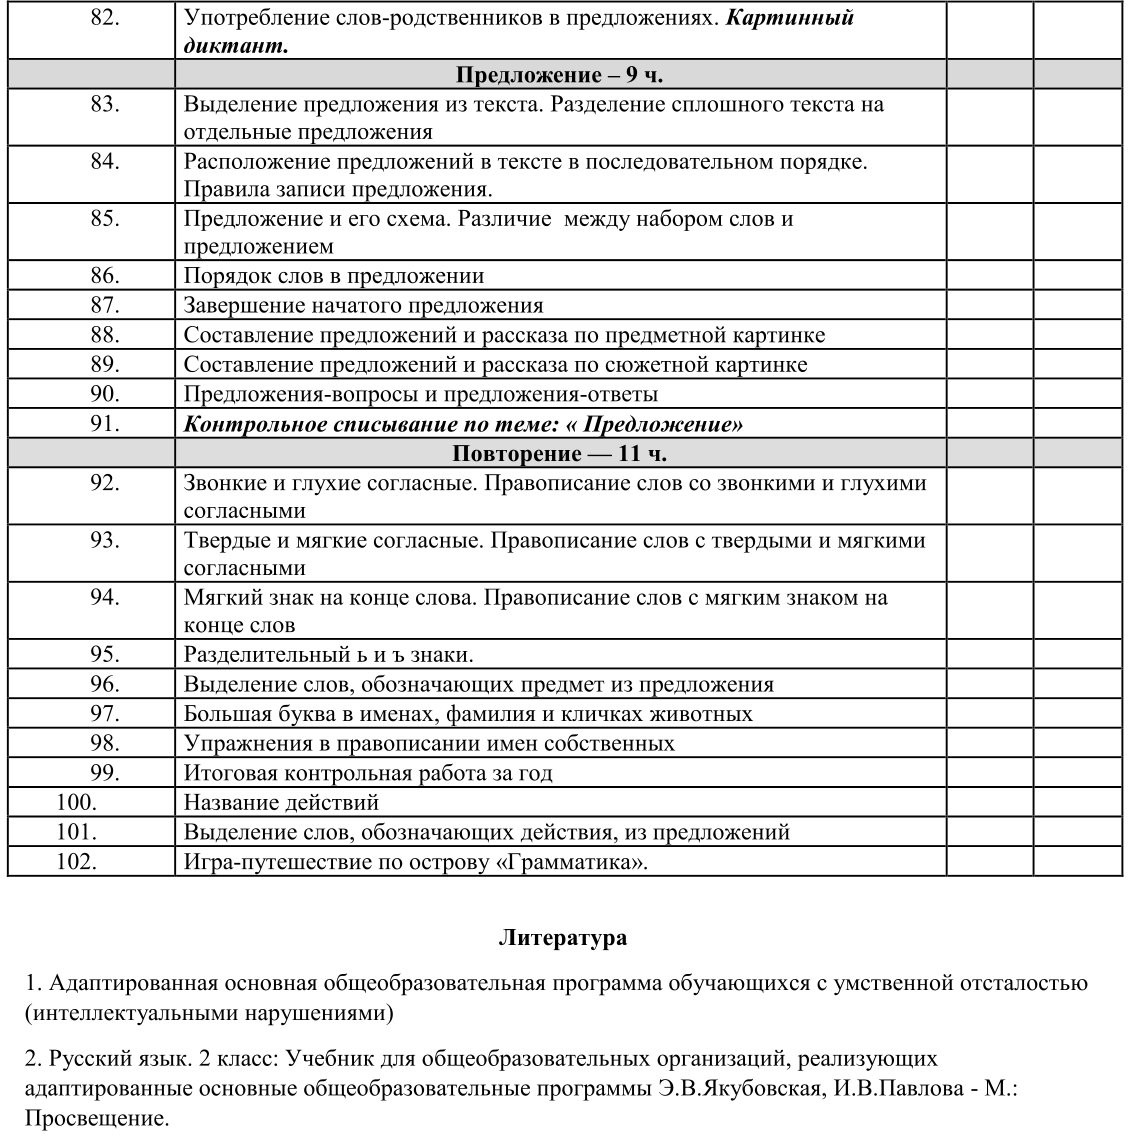 82. Употребление слов-родственников в предложениях. Картинный
диктант.
Предложение – 9 ч.
83. Выделение предложения из текста. Разделение сплошного текста на
отдельные предложения
84. Расположение предложений в тексте в последовательном порядке.
Правила записи предложения.
85. Предложение и его схема. Различие  между набором слов и
предложением
86. Порядок слов в предложении
87. Завершение начатого предложения
88. Составление предложений и рассказа по предметной картинке
89. Составление предложений и рассказа по сюжетной картинке
90. Предложения-вопросы и предложения-ответы
91. Контрольное списывание по теме: « Предложение»
Повторение — 11 ч.
92. Звонкие и глухие согласные. Правописание слов со звонкими и глухими
согласными
93. Твердые и мягкие согласные. Правописание слов с твердыми и мягкими
согласными
94. Мягкий знак на конце слова. Правописание слов с мягким знаком на
конце слов
95. Разделительный ь и ъ знаки.
96. Выделение слов, обозначающих предмет из предложения
97. Большая буква в именах, фамилия и кличках животных
98. Упражнения в правописании имен собственных
99. Итоговая контрольная работа за год
100. Название действий
101. Выделение слов, обозначающих действия, из предложений
102. Игра-путешествие по острову «Грамматика».
Литература
1. Адаптированная основная общеобразовательная программа обучающихся с умственной отсталостью
(интеллектуальными нарушениями)
2. Русский язык. 2 класс: Учебник для общеобразовательных организаций, реализующих
адаптированные основные общеобразовательные программы Э.В.Якубовская, И.В.Павлова - М.:
Просвещение.